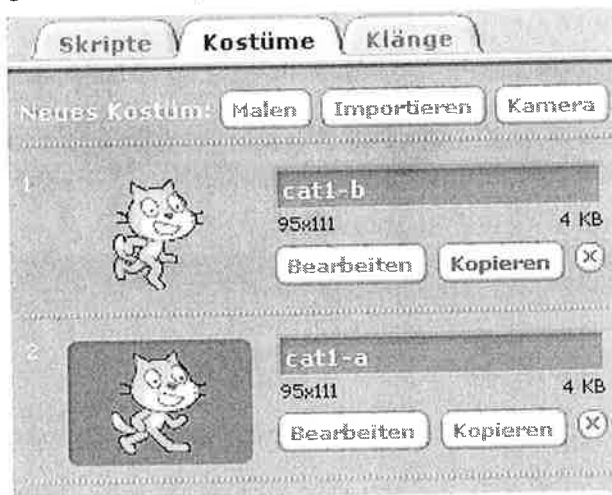 Skripte Kostüme Klänge
Neues Kostüm: Malen Importieren Kamera
1
cat1-b
95x111 4 KB
Bearbeiten Kopieren
2
cat1-a
95x111 4 KB
Bearbeiten Kopieren